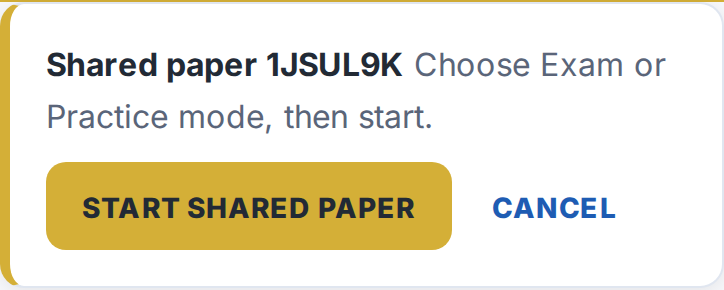 Shared paper 1JSUL9K Choose Exam or
Practice mode, then start.
START SHARED PAPER CANCEL